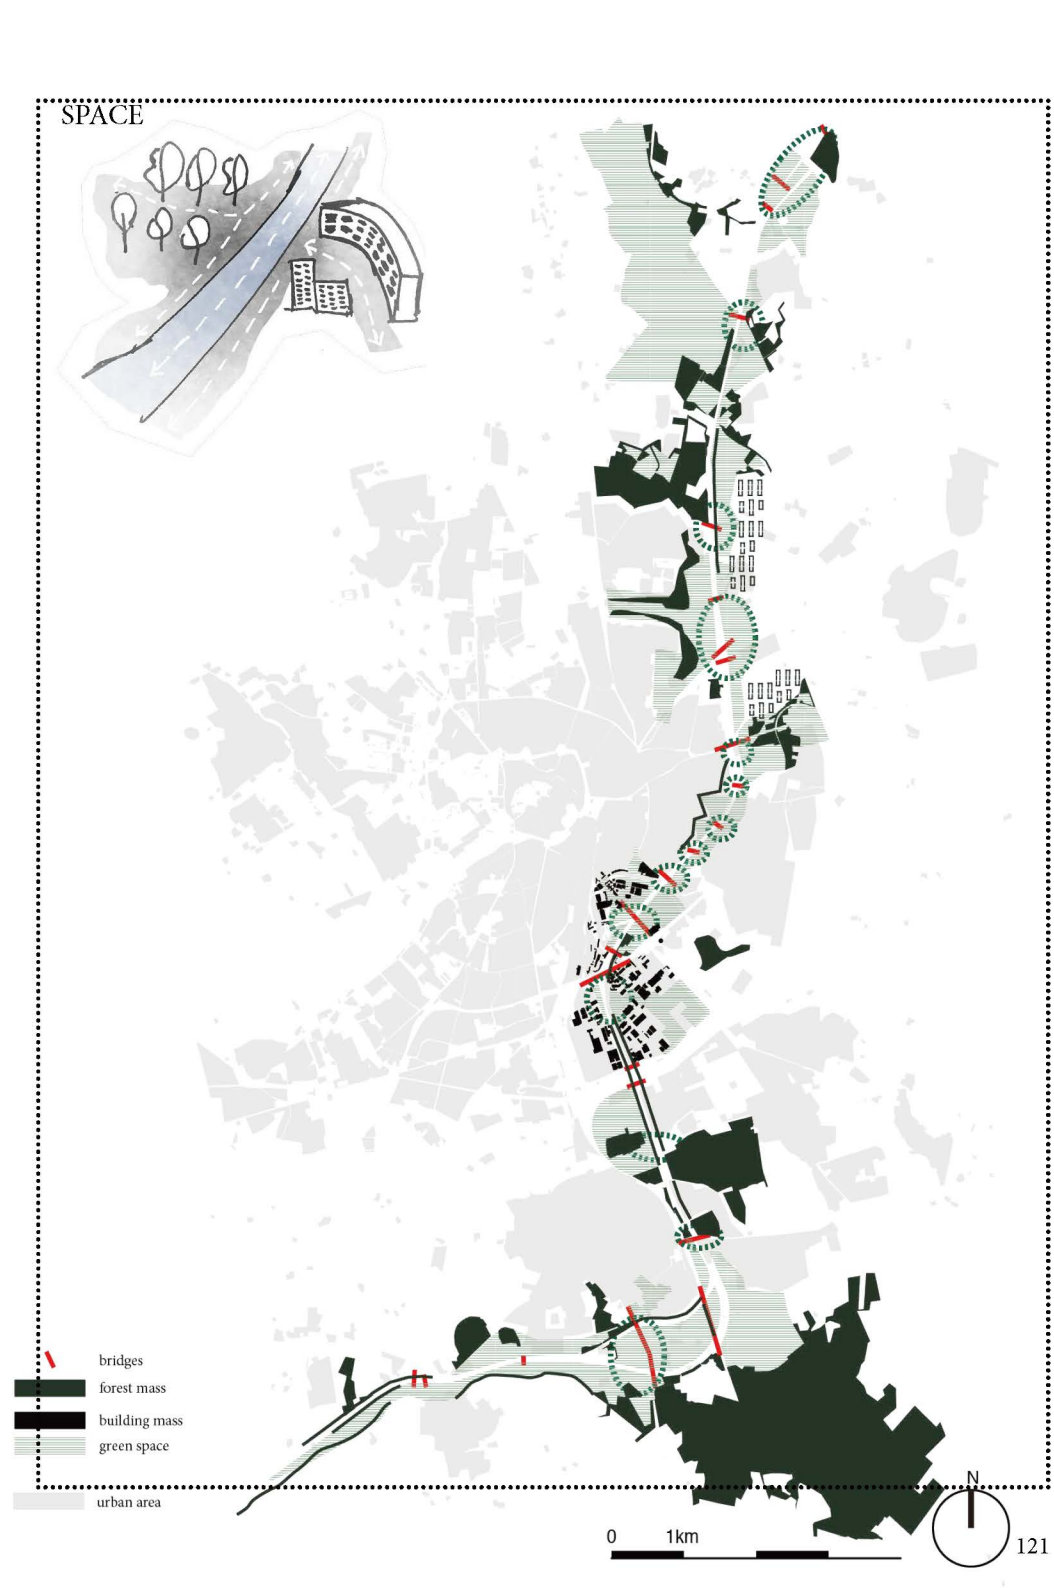 SPACE
bridges
forest mass
building mass
green space
urban area
N
0 1km
121